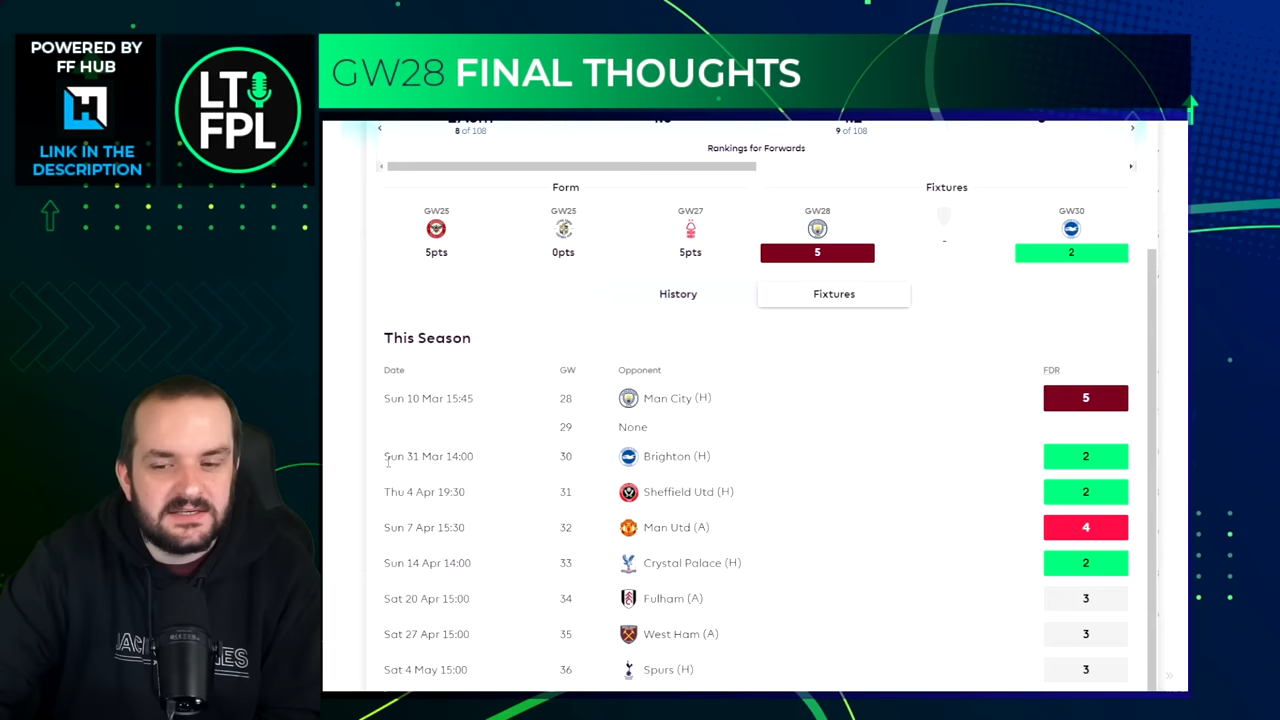 POWERED BY
FF HUB
LINK IN THE
DESCRIPTION
LT
FPL
GW28 FINAL THOUGHTS
8 of 108
9 of 108
Rankings for Forwards
Form
Fixtures
GW25
GW25
GW27
GW28
GW30
5pts
0pts
5pts
5
-
2
History
Fixtures
This Season
Date GW Opponent FDR
Sun 10 Mar 15:45 28 Man City (H) 5
29 None
Sun 31 Mar 14:00 30 Brighton (H) 2
Thu 4 Apr 19:30 31 Sheffield Utd (H) 2
Sun 7 Apr 15:30 32 Man Utd (A) 4
Sun 14 Apr 14:00 33 Crystal Palace (H) 2
Sat 20 Apr 15:00 34 Fulham (A) 3
Sat 27 Apr 15:00 35 West Ham (A) 3
Sat 4 May 15:00 36 Spurs (H) 3